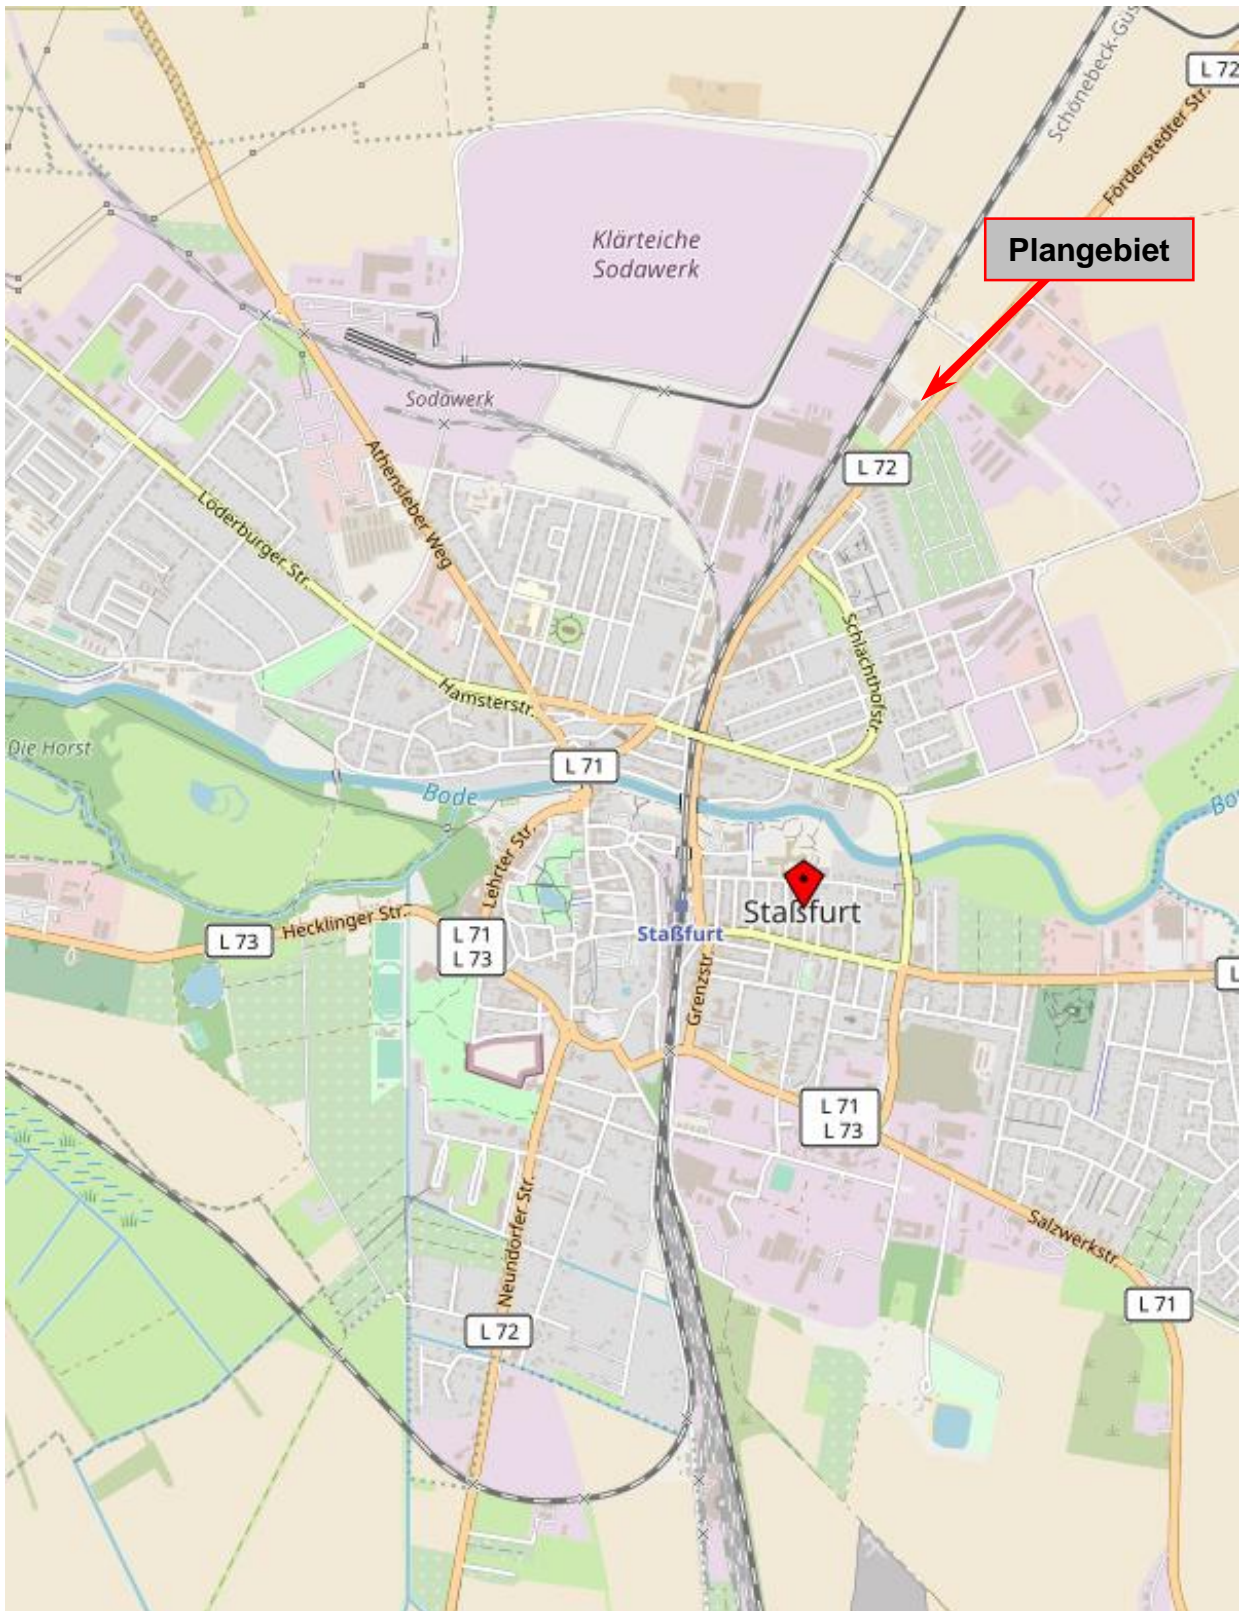 Schönebeck-Güs
L 72
Förderstedter Str.
Klärteiche
Sodawerk
Plangebiet
Sodawerk
L 72
Athensleber Weg
Löderburger Str.
Schlachthofstr.
Hamsterstr.
Die Horst
L 71
Bode
Bo
Lehrter Str.
Hecklinger Str.
L 73
L 71
L 73
Staßfurt
Staßfurt
L
Grenzstr.
L 71
L 73
Neundorfer Str.
Salzwerkstr.
L 71
L 72